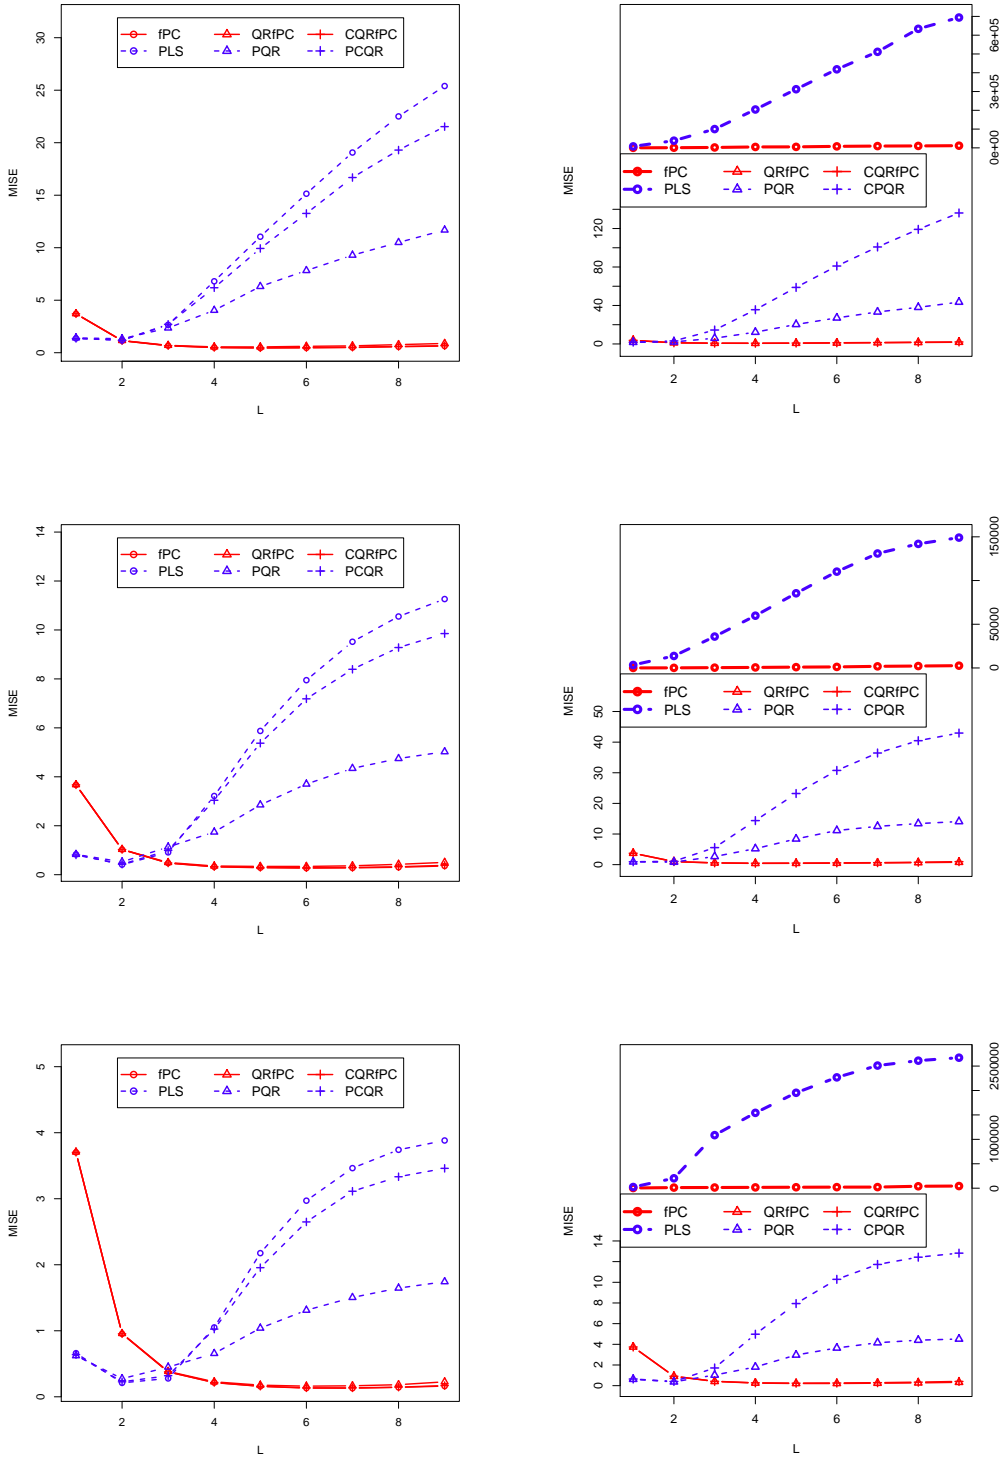 fPC QRfPC CQRfPC
PLS PQR PCQR
MISE
0 5 10 15 20 25 30
2 4 6 8
L
0e+00 3e+05 6e+05
fPC QRfPC CQRfPC
PLS PQR CPQR
MISE
0 40 80 120
2 4 6 8
L
fPC QRfPC CQRfPC
PLS PQR PCQR
MISE
0 2 4 6 8 10 12 14
2 4 6 8
L
0 50000 150000
fPC QRfPC CQRfPC
PLS PQR CPQR
MISE
0 10 20 30 40 50
2 4 6 8
L
fPC QRfPC CQRfPC
PLS PQR PCQR
MISE
0 1 2 3 4 5
2 4 6 8
L
0 1000000 2500000
fPC QRfPC CQRfPC
PLS PQR CPQR
MISE
0 2 4 6 8 10 14
2 4 6 8
L